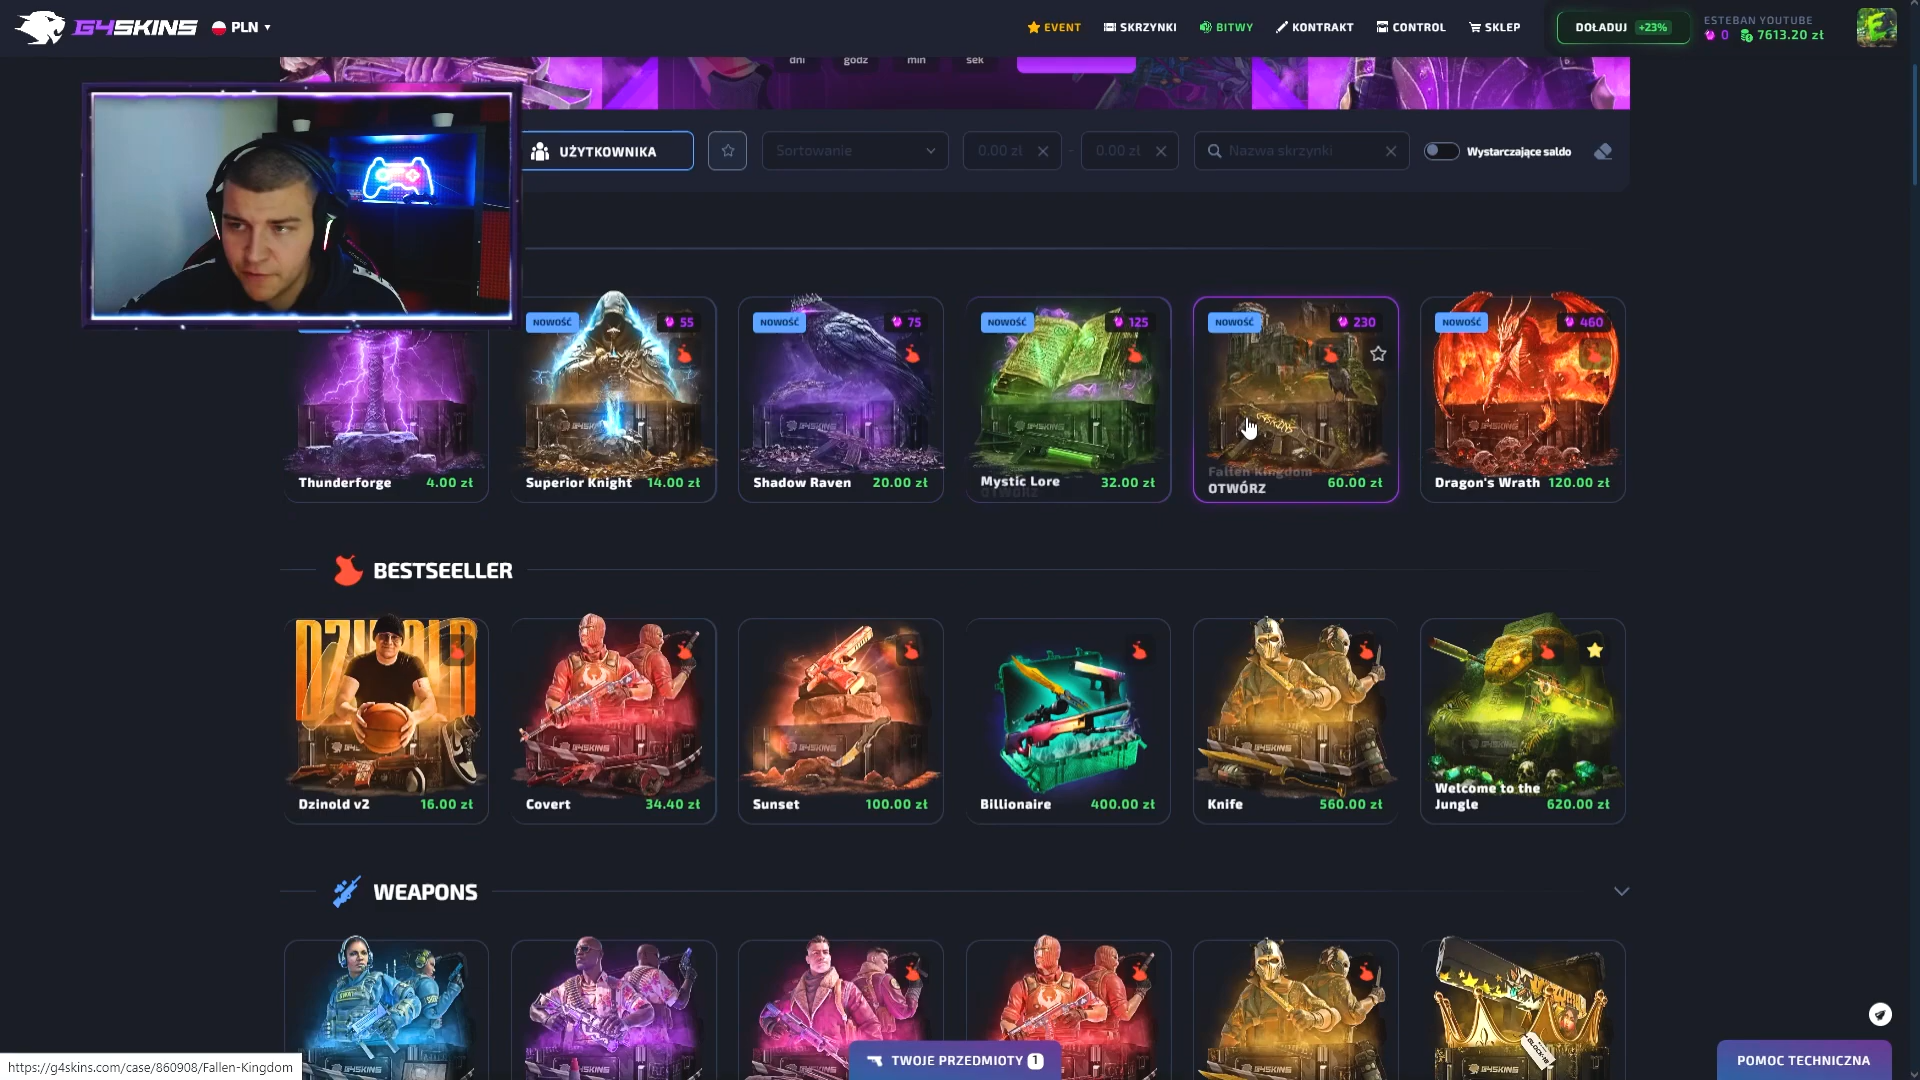 G4SKINS PLN EVENT SKRZYNKI BITWY KONTRAKT CONTROL SKLEP DOŁADUJ +23% ESTEBAN YOUTUBE
0 7613.20 zł
dni godz min sek
UŻYTKOWNIKA Sortowanie 0.00 zł - 0.00 zł Nazwa skrzynki Wystarczające saldo
NOWOŚĆ 55 NOWOŚĆ 75 NOWOŚĆ 125 NOWOŚĆ 230 NOWOŚĆ 460
Thunderforge 4.00 zł Superior Knight 14.00 zł Shadow Raven 20.00 zł Mystic Lore 32.00 zł Fallen Kingdom OTWÓRZ 60.00 zł Dragon's Wrath 120.00 zł
OTWÓRZ
BESTSEELLER
DZINOLD
Dzinold v2 16.00 zł Covert 34.40 zł Sunset 100.00 zł Billionaire 400.00 zł Knife 560.00 zł Welcome to the
Jungle 620.00 zł
WEAPONS
TWOJE PRZEDMIOTY 1
POMOC TECHNICZNA
https://g4skins.com/case/860908/Fallen-Kingdom